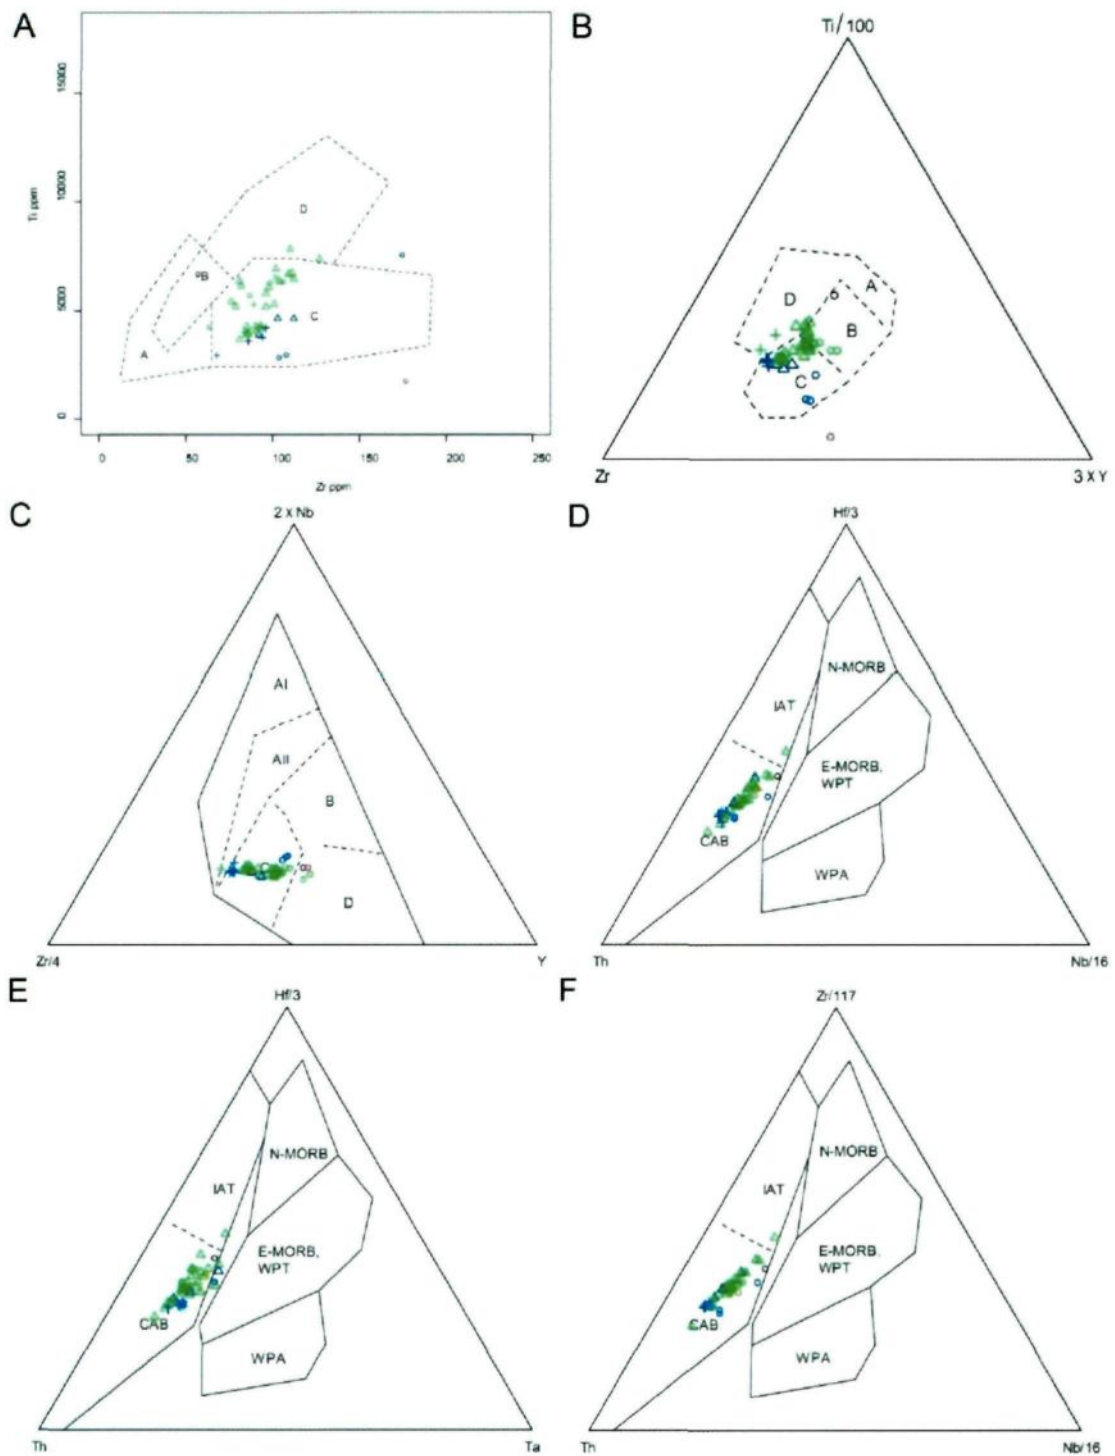 A
Ti ppm
15000
10000
5000
0
D
B
C
A
0 50 100 150 200 250
Zr ppm
B
Ti/100
D
A
B
C
Zr
3 X Y
C
2 x Nb
AI
AII
B
C
D
Zr/4
Y
D
Hf/3
N-MORB
IAT
E-MORB,
WPT
CAB
WPA
Th
Nb/16
E
Hf/3
N-MORB
IAT
E-MORB,
WPT
CAB
WPA
Th
Ta
F
Zr/117
N-MORB
IAT
E-MORB,
WPT
CAB
WPA
Th
Nb/16